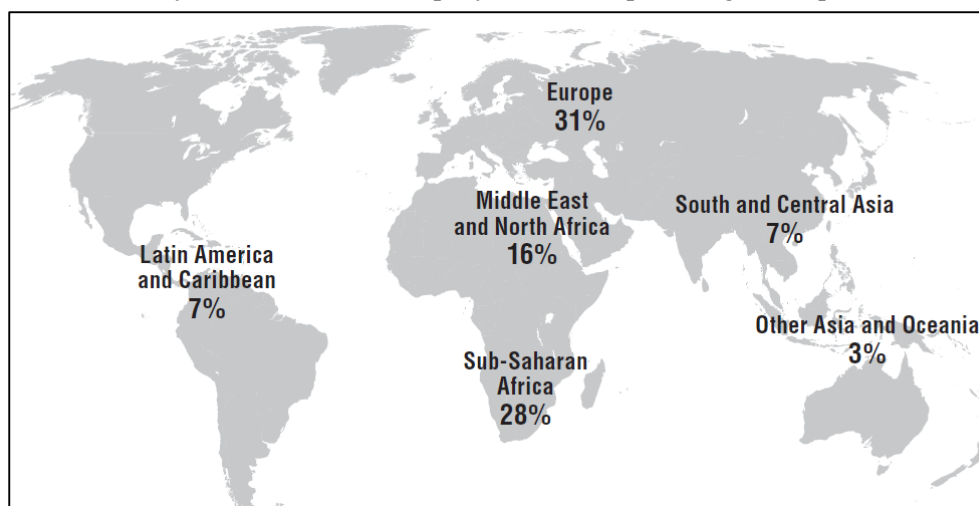 Europe
31%
Middle East
and North Africa
16%
South and Central Asia
7%
Latin America
and Caribbean
7%
Other Asia and Oceania
3%
Sub-Saharan
Africa
28%